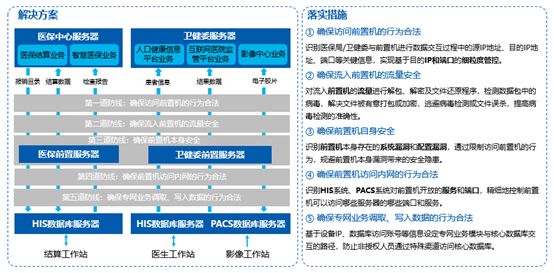 解决方案
医保中心服务器
卫健委服务器
医保结算业务
智慧医保业务
人口健康信息
平台业务
互联网医院监
管平台业务
影像中心业务
报销目录
结算数据
检查报告
患者信息
结果数据
电子胶片
第一道防线：确保访问前置机的行为合法
第二道防线：确保流入前置机的流量安全
第三道防线：确保前置机本身安全
医保前置服务器
卫健委前置服务器
第四道防线：确保前置机访问内网的行为合法
第五道防线：确保专网业务调取、写入数据的行为合法
HIS数据库服务器
HIS数据库服务器
PACS数据库服务器
结算工作站
医生工作站
影像工作站
落实措施
① 确保访问前置机的行为合法
识别医保局/卫健委与前置机进行数据交互过程中的源IP地址、目的IP地
址、端口等关键信息，实现基于目的IP和端口的细粒度管控。
② 确保流入前置机的流量安全
对流入前置机的流量进行解包、解密及文件还原程序，检测数据包中的
病毒，解决文件被有意打包或加密，逃逸病毒检测或文件误杀，提高病
毒检测的准确性。
③ 确保前置机自身安全
识别前置机本身存在的系统漏洞和配置漏洞，通过限制访问前置机的行
为，规避前置机本身漏洞带来的安全隐患。
④ 确保前置机访问内网的行为合法
识别HIS系统、PACS系统对前置机开放的服务和端口，精细地控制前置
机可以访问哪些服务器的哪些端口和服务。
⑤ 确保专网业务调取、写入数据的行为合法
基于设备IP、数据库访问账号等信息设定专网业务模块与核心数据库交
互的路径，防止非授权人员通过特殊渠道访问核心数据库。